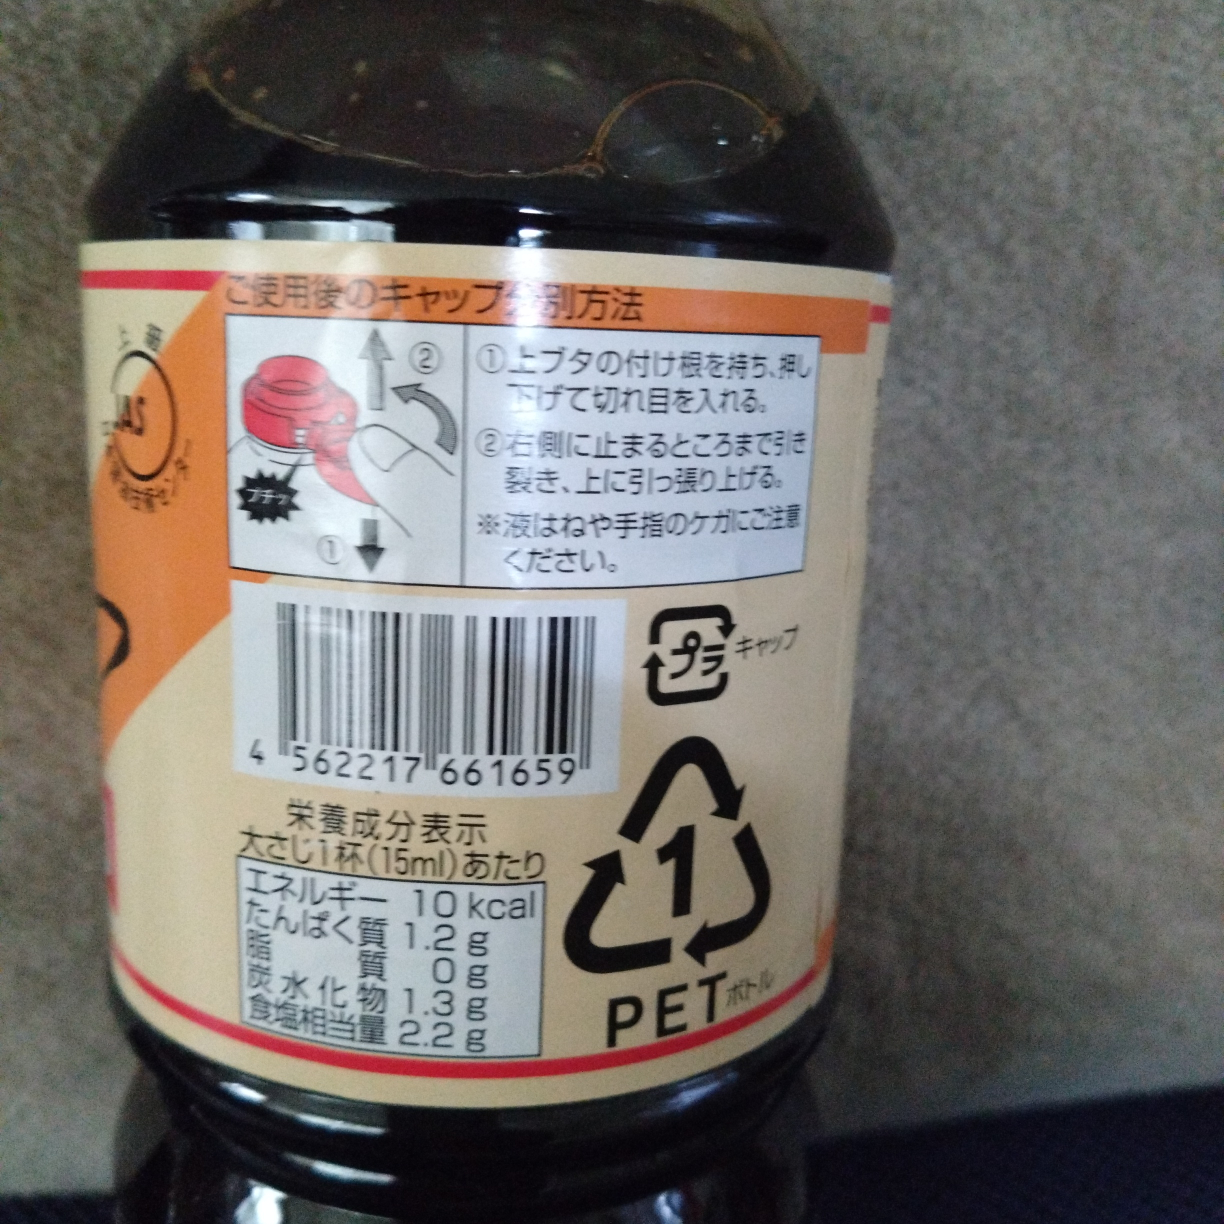 ご使用後のキャップ分別方法
上級
JAS
②
①上ブタの付け根を持ち、押し
下げて切れ目を入れる。
②右側に止まるところまで引き
裂き、上に引っ張り上げる。
※液はねや手指のケガにご注意
ください。
プチッ
①
プラ キャップ
4 562217 661659
栄養成分表示
大さじ1杯(15ml)あたり
エネルギー 10 kcal
たんぱく質 1.2 g
脂質 0 g
炭水化物 1.3 g
食塩相当量 2.2 g
1
PETボトル